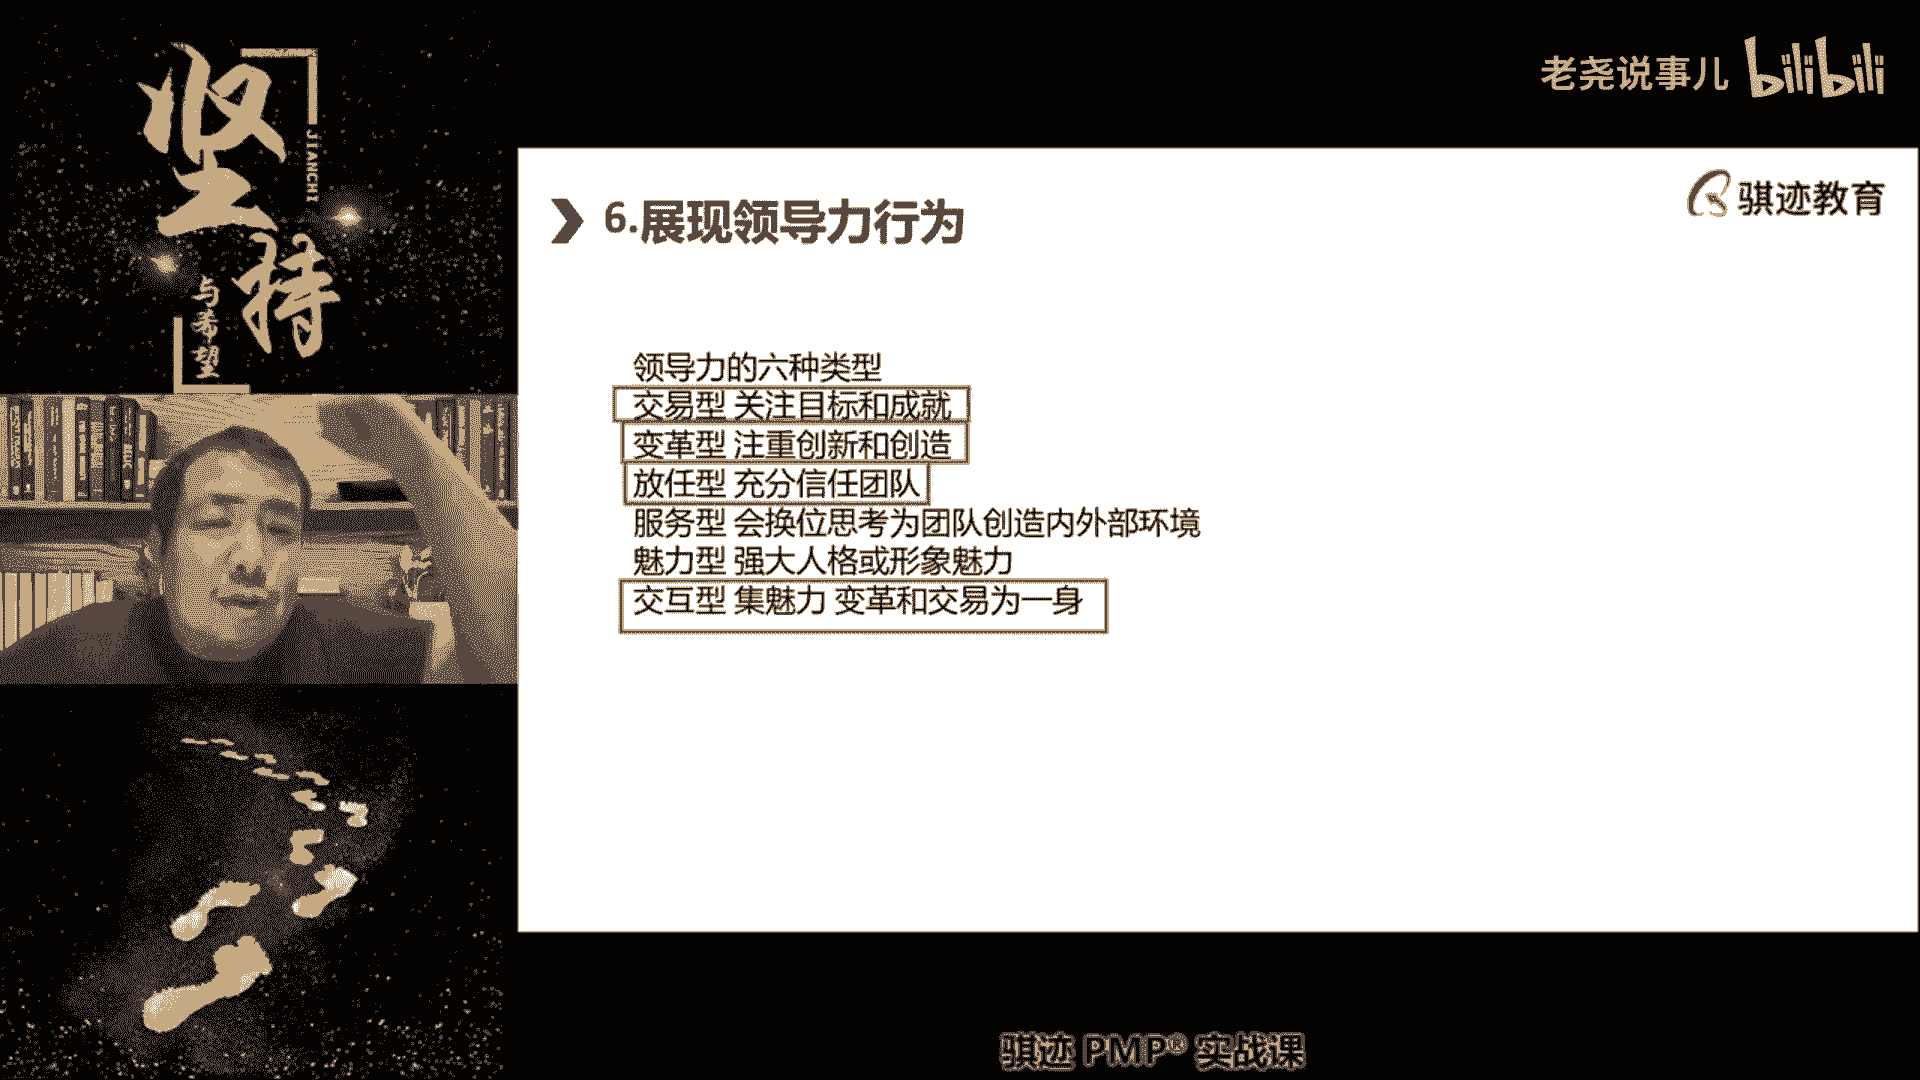 坚持
JIANCHI
与希望
老尧说事儿 bilibili
骐迹教育
6.展现领导力行为
领导力的六种类型
交易型 关注目标和成就
变革型 注重创新和创造
放任型 充分信任团队
服务型 会换位思考为团队创造内外部环境
魅力型 强大人格或形象魅力
交互型 集魅力 变革和交易为一身
骐迹 PMP® 实战课